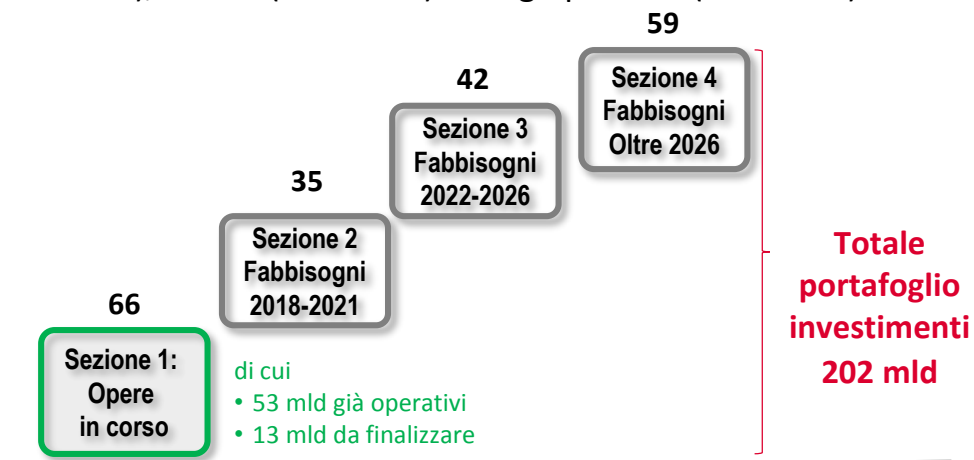 59
Sezione 4
Fabbisogni
Oltre 2026
42
Sezione 3
Fabbisogni
2022-2026
35
Sezione 2
Fabbisogni
2018-2021
66
Sezione 1:
Opere
in corso
di cui
• 53 mld già operativi
• 13 mld da finalizzare
Totale
portafoglio
investimenti
202 mld